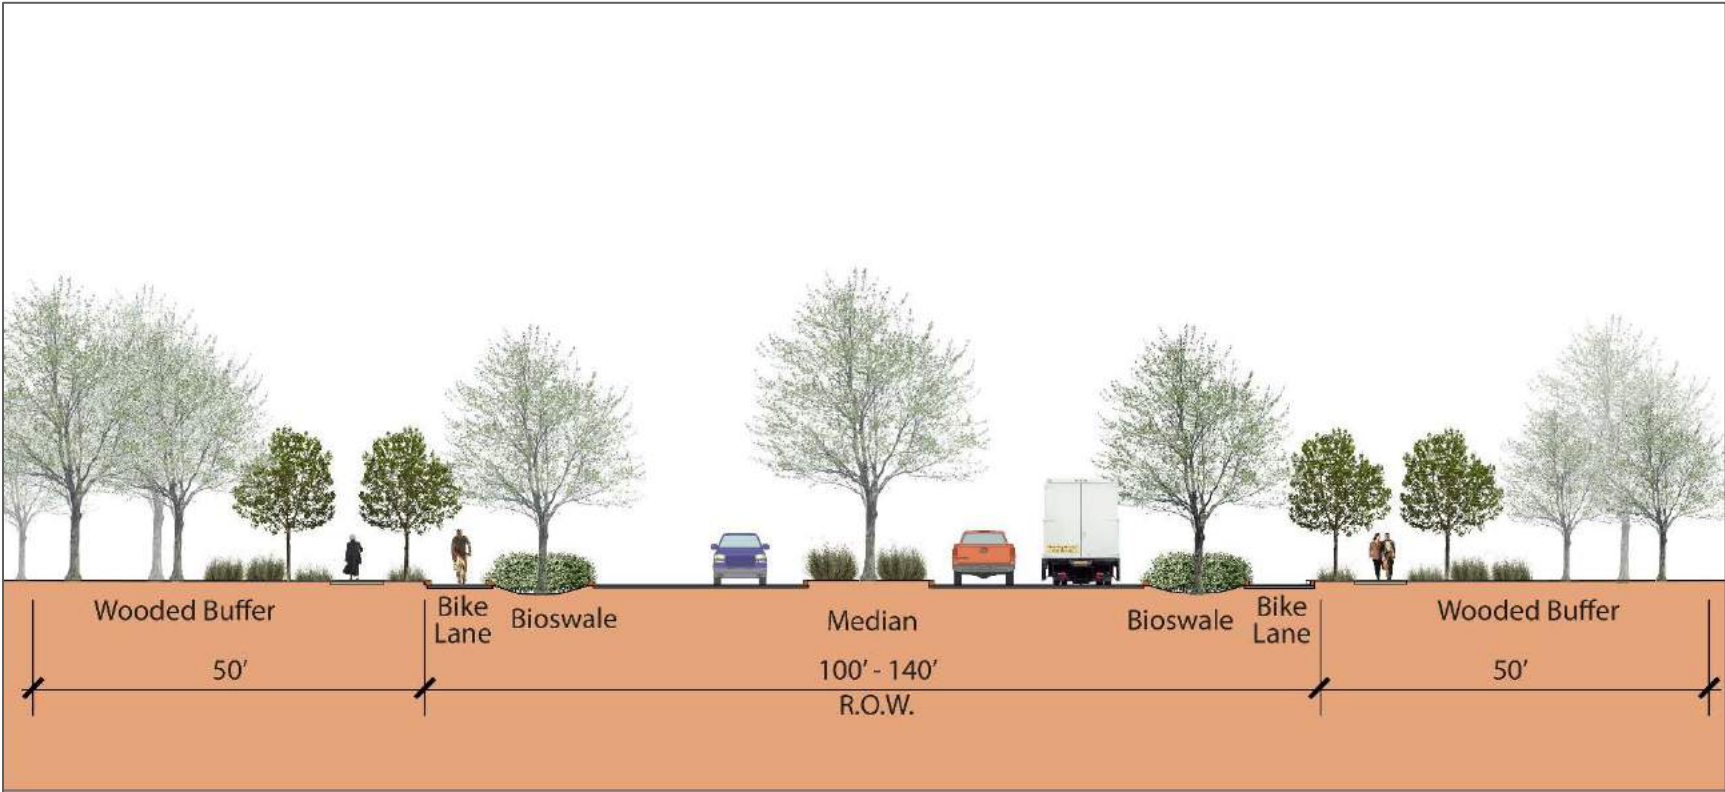 Wooded Buffer
Bike
Lane
Bioswale
Median
Bioswale
Bike
Lane
Wooded Buffer
50'
100' - 140'
50'
R.O.W.